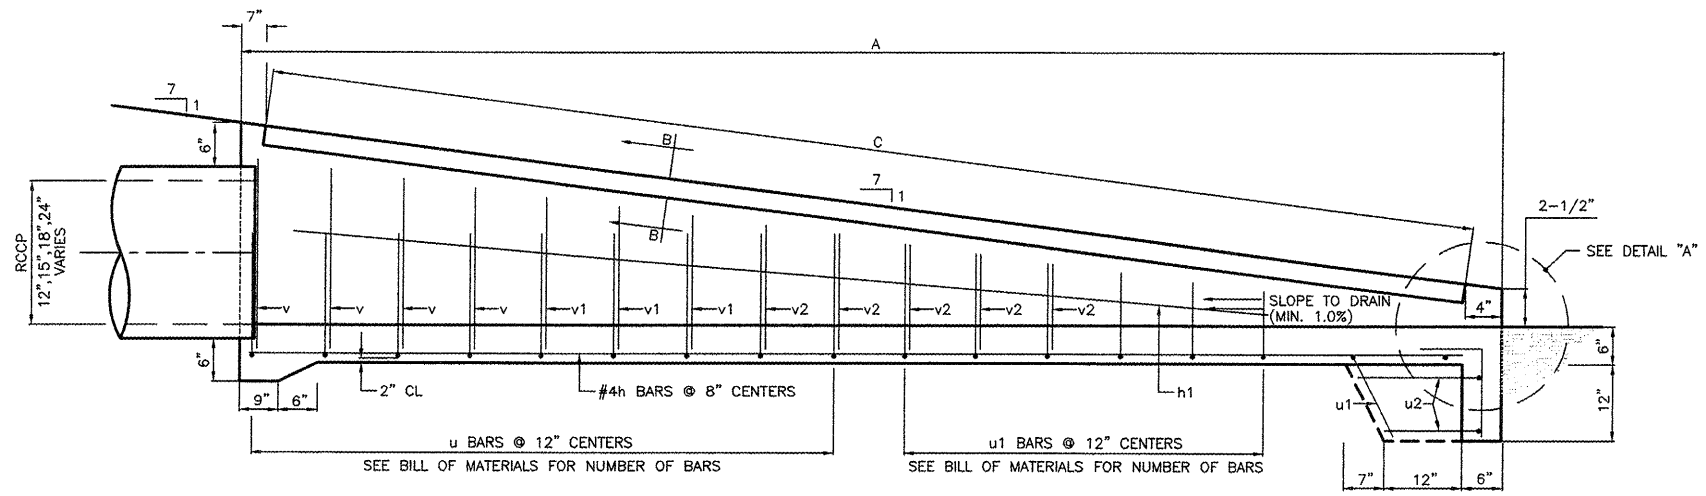 7"
A
7
1
C
B
6"
7
1
B
2-1/2"
SEE DETAIL "A"
RCCP
12",15",18",24"
VARIES
SLOPE TO DRAIN
(MIN. 1.0%)
4"
v
v
v
v
v1
v1
v1
v2
v2
v2
v2
v2
6"
6"
2" CL
#4h BARS @ 8" CENTERS
h1
u1
u2
12"
9"
6"
u BARS @ 12" CENTERS
SEE BILL OF MATERIALS FOR NUMBER OF BARS
u1 BARS @ 12" CENTERS
SEE BILL OF MATERIALS FOR NUMBER OF BARS
7"
12"
6"